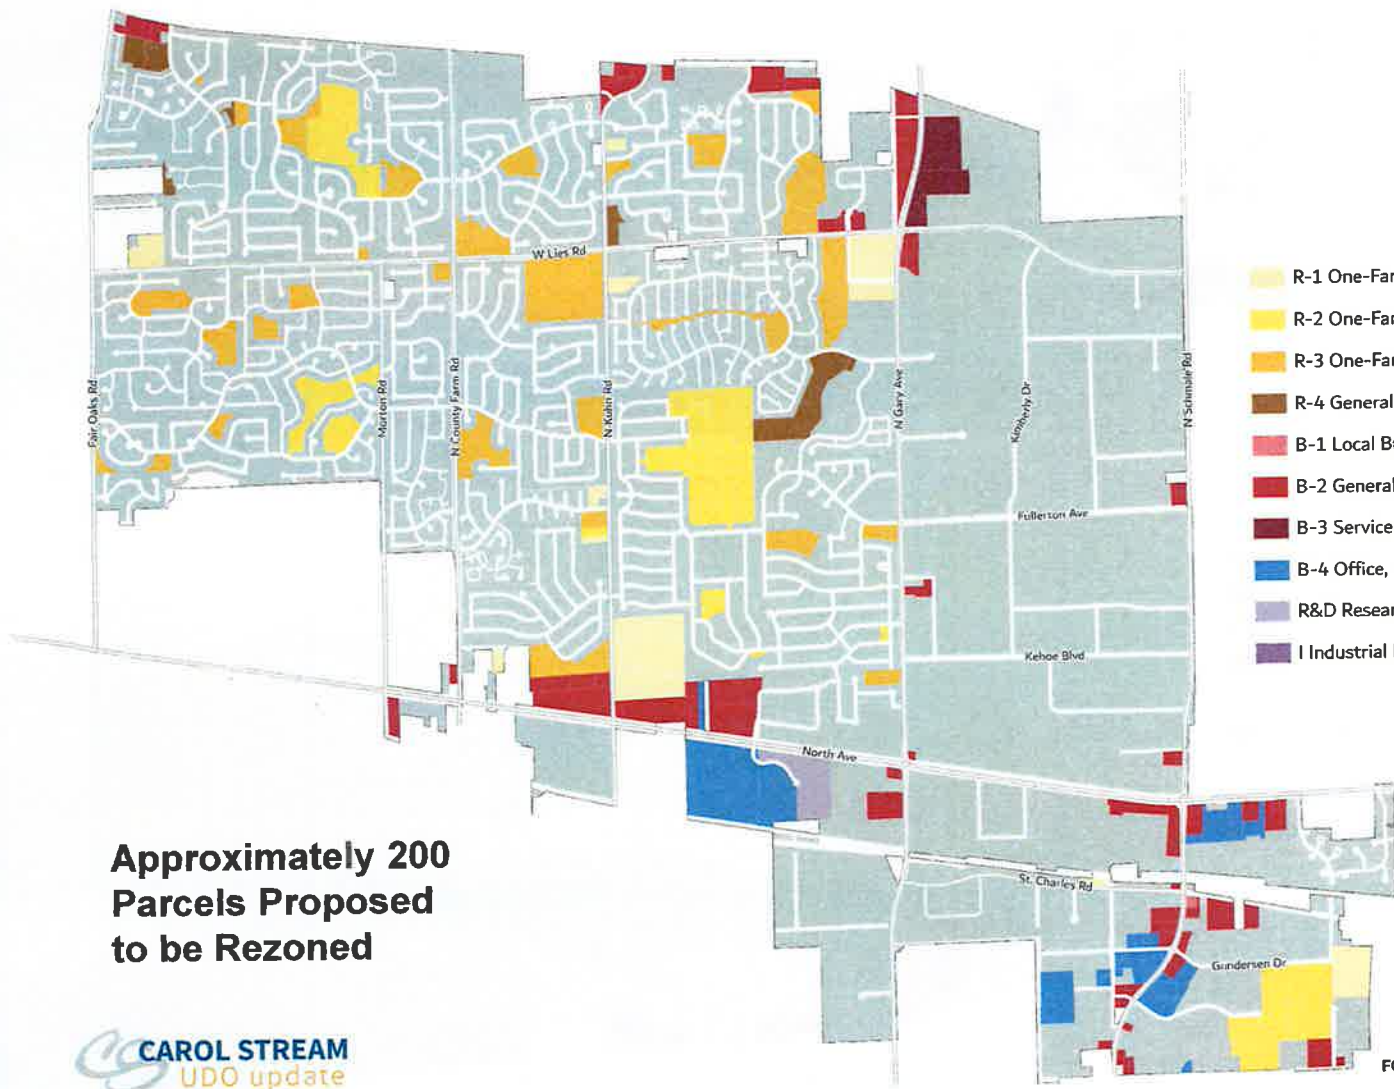 W Lies Rd
Fair Oaks Rd
Morton Rd
N County Farm Rd
N Kuhn Rd
N Gary Ave
Kimberly Dr
N Schmale Rd
Fullerton Ave
Kehoe Blvd
North Ave
St. Charles Rd
Gundersen Dr
R-1 One-Far
R-2 One-Far
R-3 One-Far
R-4 General
B-1 Local B
B-2 General
B-3 Service
B-4 Office,
R&D Resear
I Industrial
Approximately 200
Parcels Proposed
to be Rezoned
CAROL STREAM
UDO update